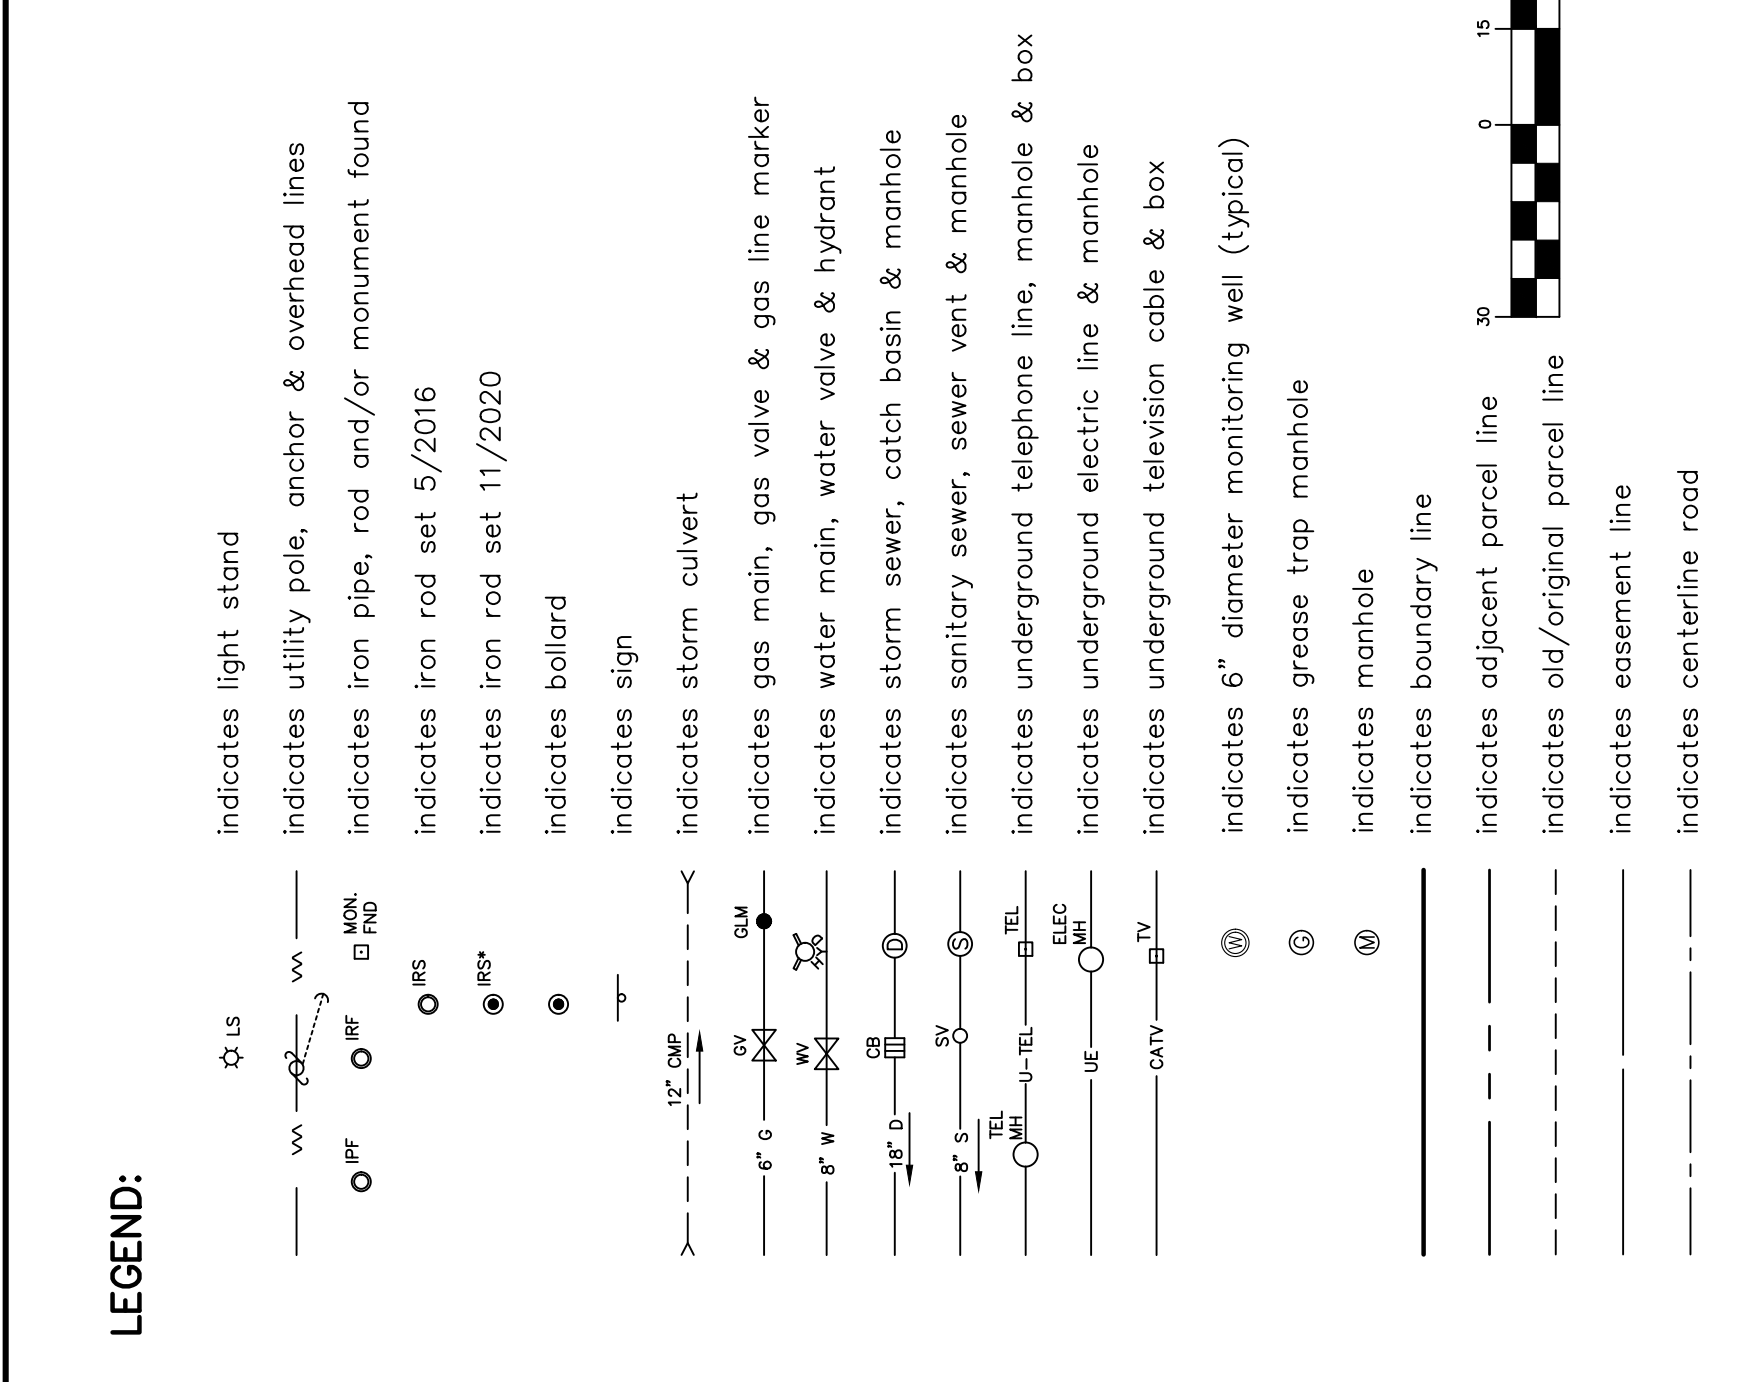 LEGEND:
LS indicates light stand
indicates utility pole, anchor & overhead lines
IPF IRF MON. FND indicates iron pipe, rod and/or monument found
IRS indicates iron rod set 5/2016
IRS* indicates iron rod set 11/2020
indicates bollard
indicates sign
12" CMP indicates storm culvert
6" G GV GLM indicates gas main, gas valve & gas line marker
8" W WV HYD indicates water main, water valve & hydrant
18" D CB D indicates storm sewer, catch basin & manhole
8" S SV S indicates sanitary sewer, sewer vent & manhole
TEL MH U-TEL TEL indicates underground telephone line, manhole & box
UE ELEC MH indicates underground electric line & manhole
CATV TV indicates underground television cable & box
W indicates 6" diameter monitoring well (typical)
G indicates grease trap manhole
M indicates manhole
indicates boundary line
indicates adjacent parcel line
indicates old/original parcel line
indicates easement line
indicates centerline road
30 0 15